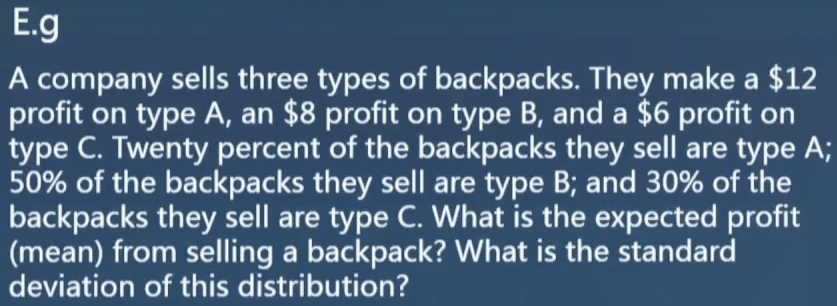 E.g
A company sells three types of backpacks. They make a $12
profit on type A, an $8 profit on type B, and a $6 profit on
type C. Twenty percent of the backpacks they sell are type A;
50% of the backpacks they sell are type B; and 30% of the
backpacks they sell are type C. What is the expected profit
(mean) from selling a backpack? What is the standard
deviation of this distribution?